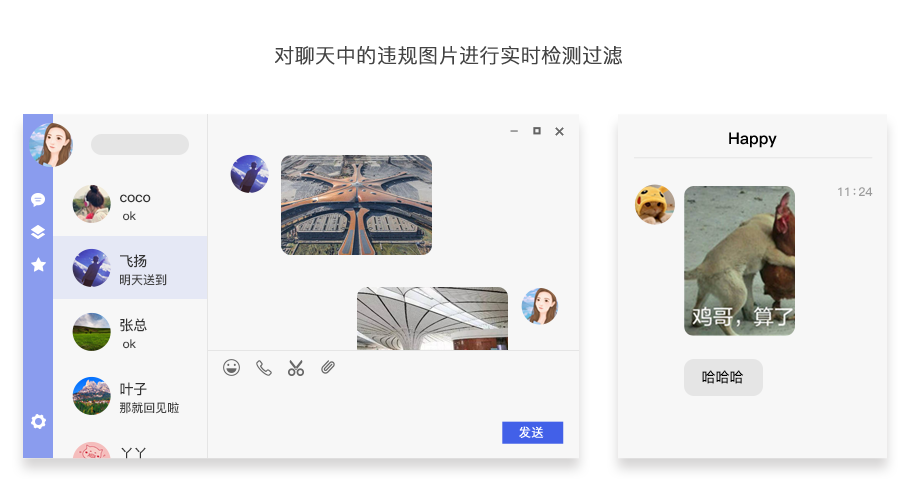 对聊天中的违规图片进行实时检测过滤
coco
ok
飞扬
明天送到
张总
ok
叶子
那就回见啦
丫丫
发送
Happy
11:24
鸡哥，算了
哈哈哈